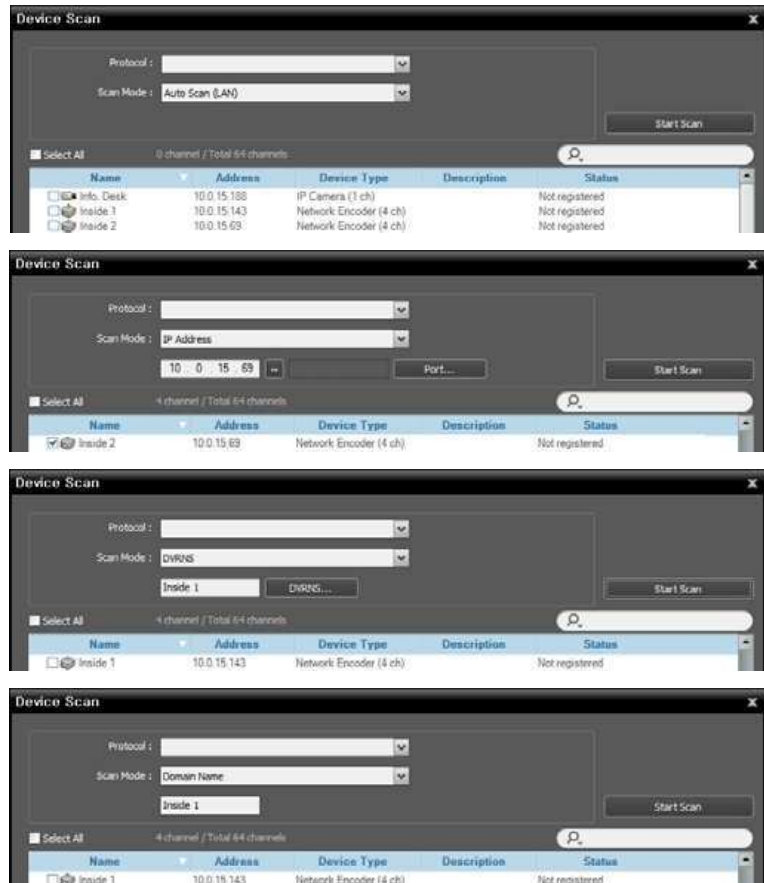 Device Scan x
Protocol :
Scan Mode : Auto Scan (LAN)
Start Scan
Select All 0 channel / Total 64 channels
Name Address Device Type Description Status
Info. Desk 10.0.15.188 IP Camera (1 ch) Not registered
Inside 1 10.0.15.143 Network Encoder (4 ch) Not registered
Inside 2 10.0.15.69 Network Encoder (4 ch) Not registered
Device Scan x
Protocol :
Scan Mode : IP Address
10 . 0 . 15 . 69 Port... Start Scan
Select All 4 channel / Total 64 channels
Name Address Device Type Description Status
Inside 2 10.0.15.69 Network Encoder (4 ch) Not registered
Device Scan x
Protocol :
Scan Mode : DVRNS
Inside 1 DVRNS... Start Scan
Select All 4 channel / Total 64 channels
Name Address Device Type Description Status
Inside 1 10.0.15.143 Network Encoder (4 ch) Not registered
Device Scan x
Protocol :
Scan Mode : Domain Name
Inside 1 Start Scan
Select All 4 channel / Total 64 channels
Name Address Device Type Description Status
Inside 1 10.0.15.143 Network Encoder (4 ch) Not registered